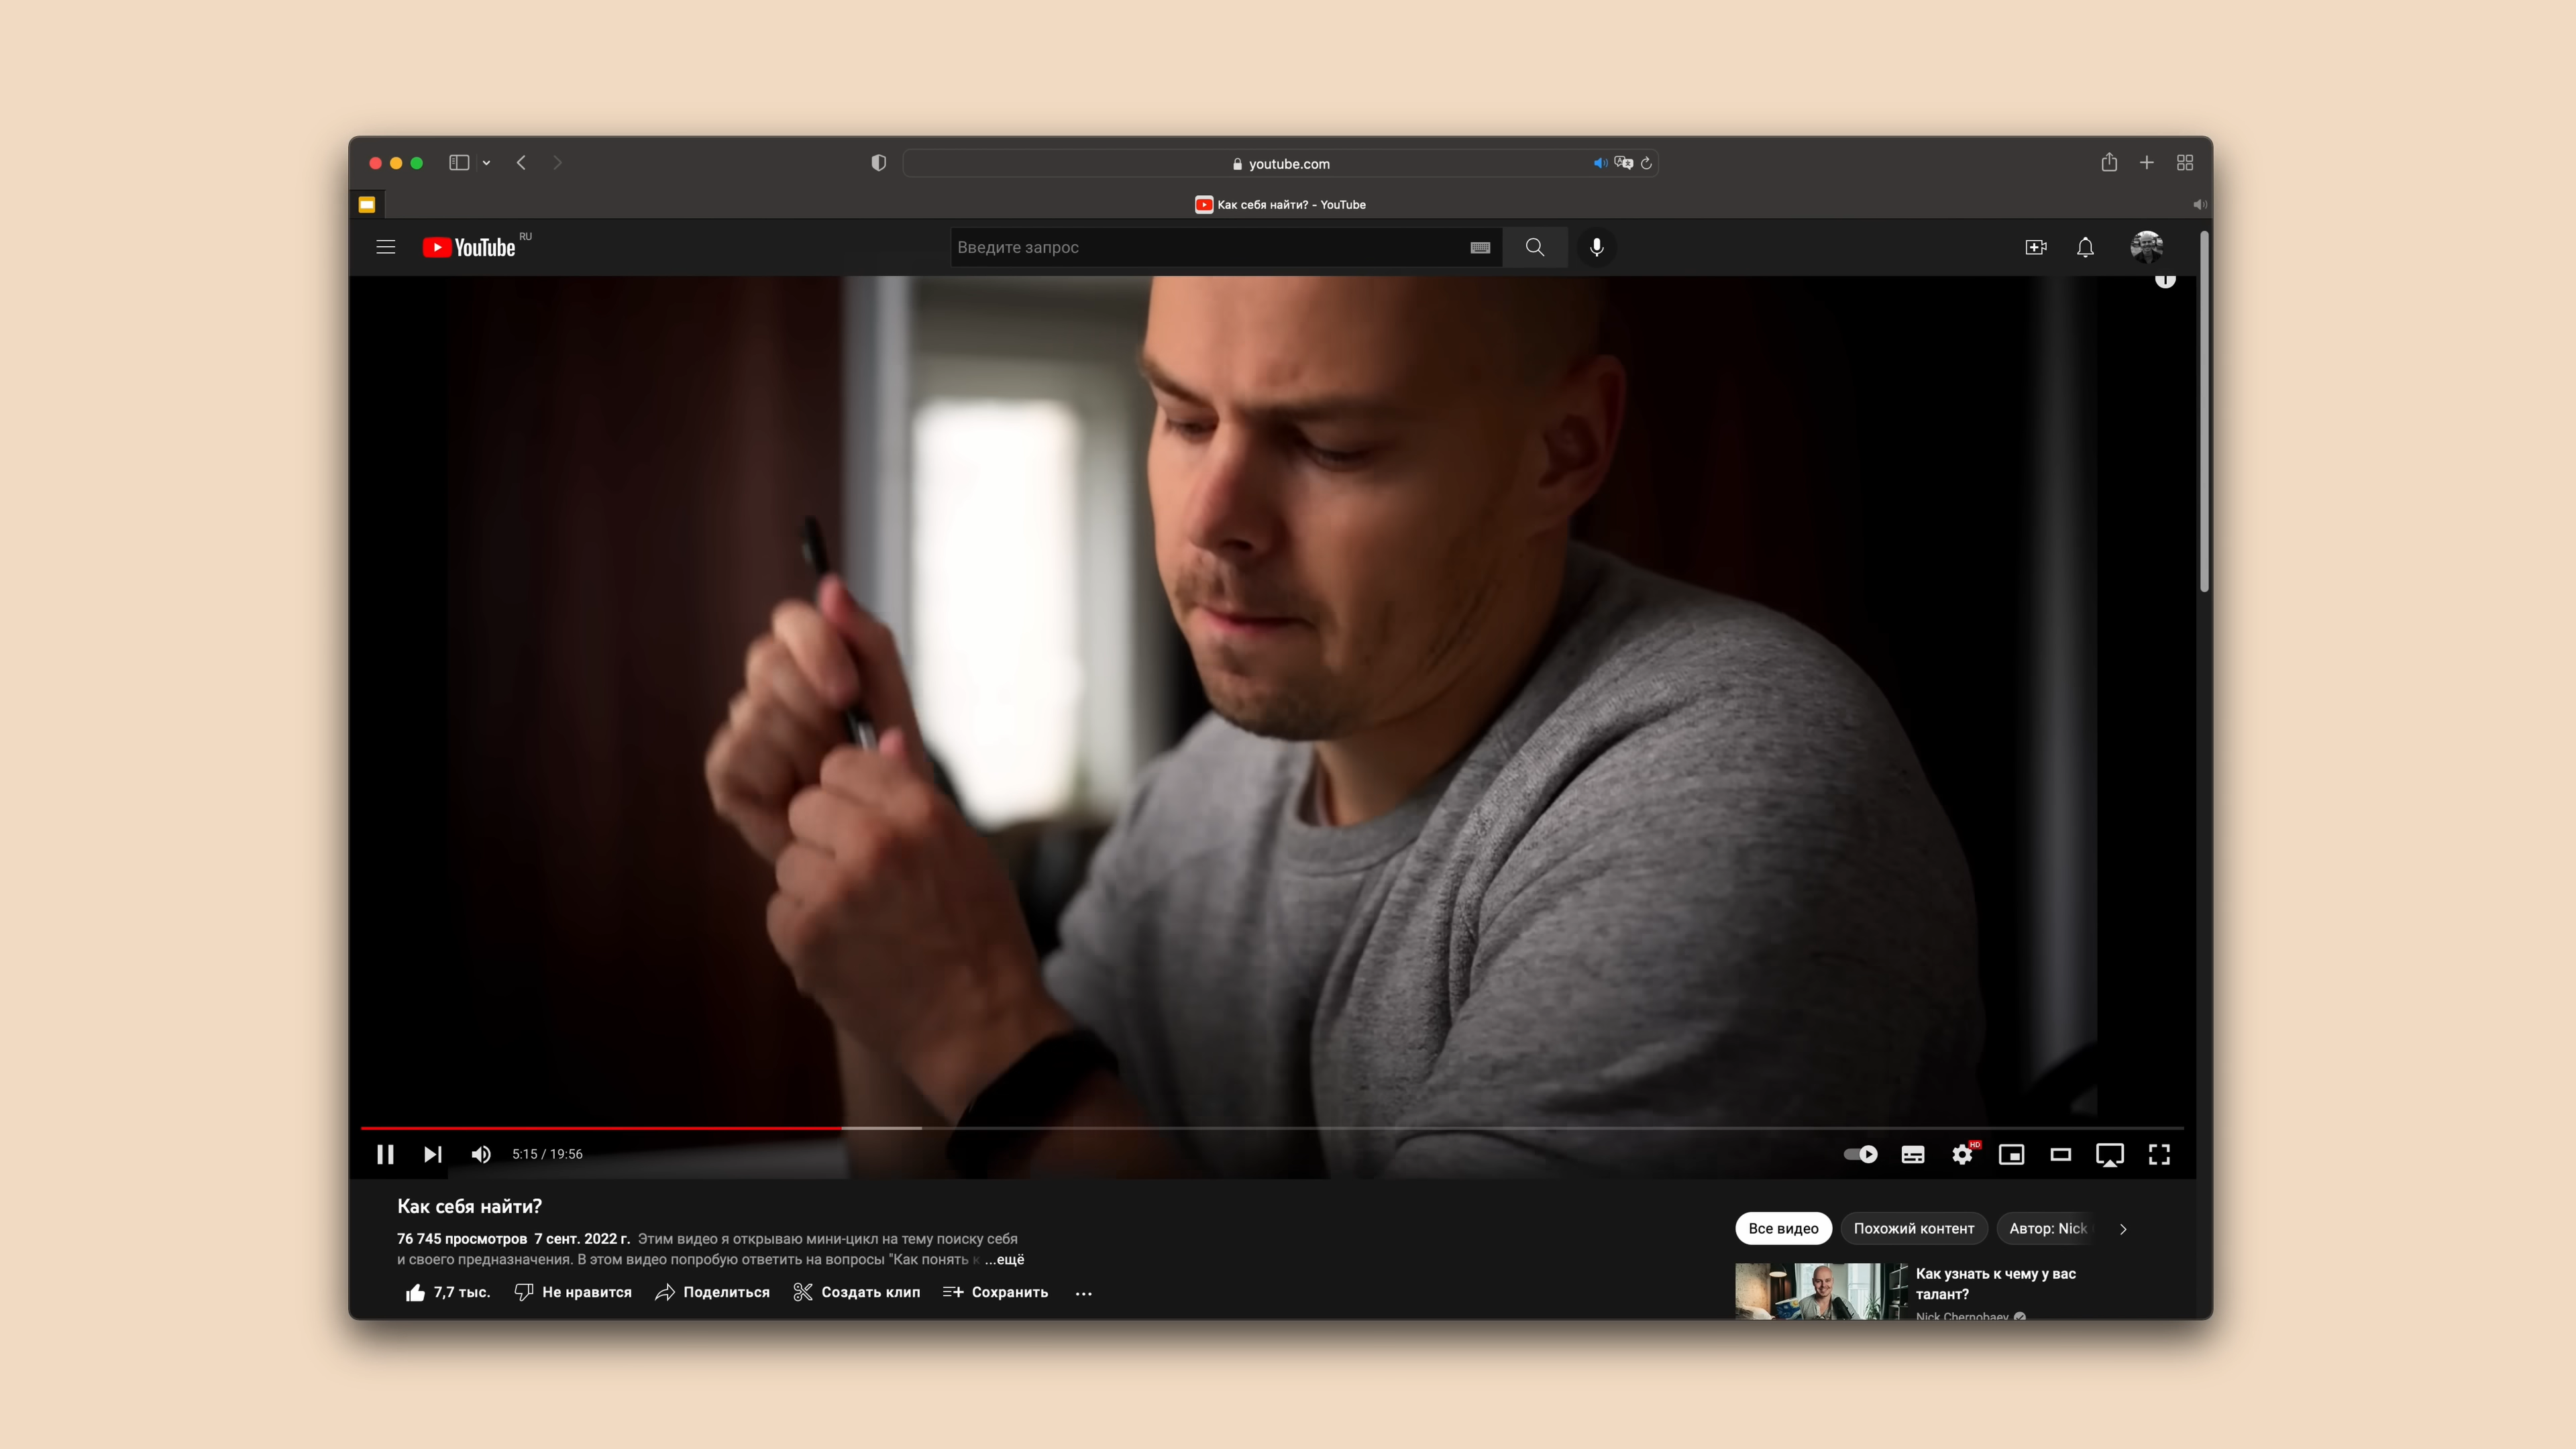 youtube.com
Как себя найти? - YouTube
YouTube RU
Введите запрос
5:15 / 19:56
HD
Как себя найти?
76 745 просмотров 7 сент. 2022 г. Этим видео я открываю мини-цикл на тему поиску себя
и своего предназначения. В этом видео попробую ответить на вопросы "Как понять к ...ещё
7,7 тыс. Не нравится Поделиться Создать клип Сохранить
Все видео Похожий контент Автор: Nick
Как узнать к чему у вас
талант?
Nick Chernobaev